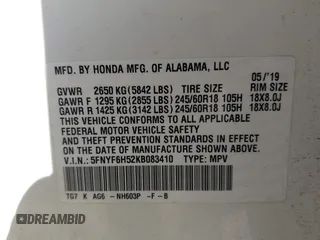 MFD. BY HONDA MFG. OF ALABAMA, LLC
05/'19
GVWR 2650 KG (5842 LBS) TIRE SIZE RIM SIZE
GAWR F 1295 KG (2855 LBS) 245/60R18 105H 18X8.0J
GAWR R 1425 KG (3142 LBS) 245/60R18 105H 18X8.0J
THIS VEHICLE CONFORMS TO ALL APPLICABLE
FEDERAL MOTOR VEHICLE SAFETY STANDARDS IN
EFFECT ON THE DATE OF MANUFACTURE SHOWN ABOVE.
V.I.N.: 5FNYF6H52KB083410 TYPE: MPV
TG7 K AG6 -NH603P -F -B
DREAMBID